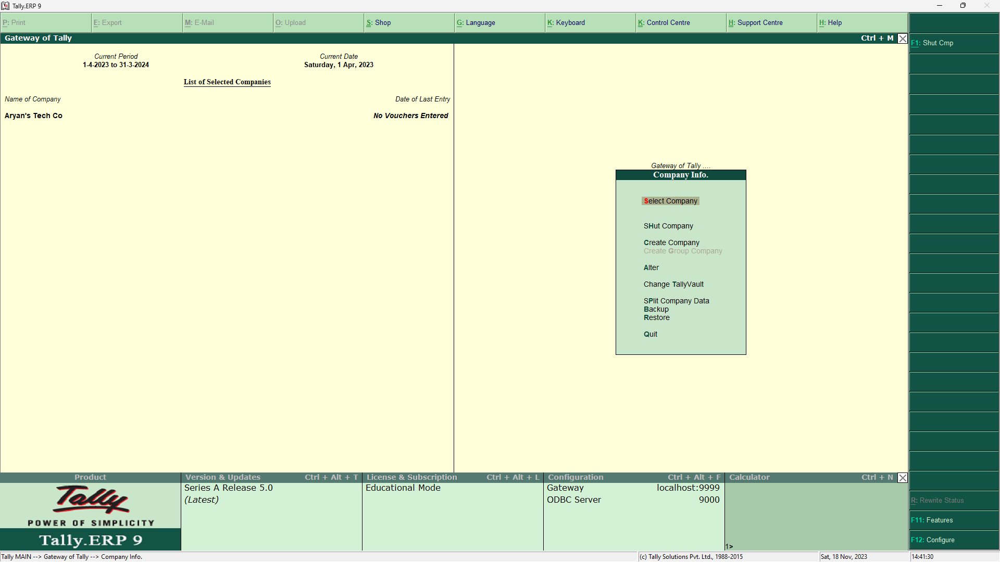 Tally.ERP 9
P: Print
E: Export
M: E-Mail
O: Upload
S: Shop
G: Language
K: Keyboard
K: Control Centre
H: Support Centre
H: Help
Gateway of Tally
Ctrl + M
F1: Shut Cmp
Current Period
1-4-2023 to 31-3-2024
Current Date
Saturday, 1 Apr, 2023
List of Selected Companies
Name of Company
Date of Last Entry
Aryan's Tech Co
No Vouchers Entered
Gateway of Tally ....
Company Info.
Select Company
SHut Company
Create Company
Create Group Company
Alter
Change TallyVault
SPlit Company Data
Backup
Restore
Quit
Product
Tally
POWER OF SIMPLICITY
Tally.ERP 9
Version & Updates Ctrl + Alt + T
Series A Release 5.0
(Latest)
License & Subscription Ctrl + Alt + L
Educational Mode
Configuration Ctrl + Alt + F
Gateway localhost:9999
ODBC Server 9000
Calculator Ctrl + N
1>
R: Rewrite Status
F11: Features
F12: Configure
Tally MAIN --> Gateway of Tally --> Company Info.
(c) Tally Solutions Pvt. Ltd., 1988-2015
Sat, 18 Nov, 2023
14:41:30